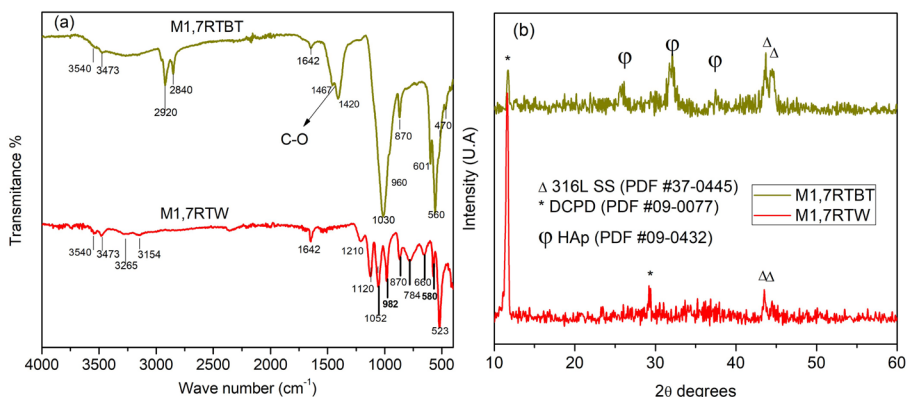 (a)
M1,7RTBT
3540
3473
2920
2840
1642
1467
1420
C-O
1030
960
870
601
560
470
M1,7RTW
3540
3473
3265
3154
1642
1210
1120
1052
982
870
784
660
580
523
Transmitance %
4000
3500
3000
2500
2000
1500
1000
500
Wave number (cm⁻¹)
(b)
*
φ
φ
φ
Δ
Δ
Δ 316L SS (PDF #37-0445)
* DCPD (PDF #09-0077)
φ HAp (PDF #09-0432)
M1,7RTBT
M1,7RTW
*
ΔΔ
Intensity (U.A)
10
20
30
40
50
60
2θ degrees